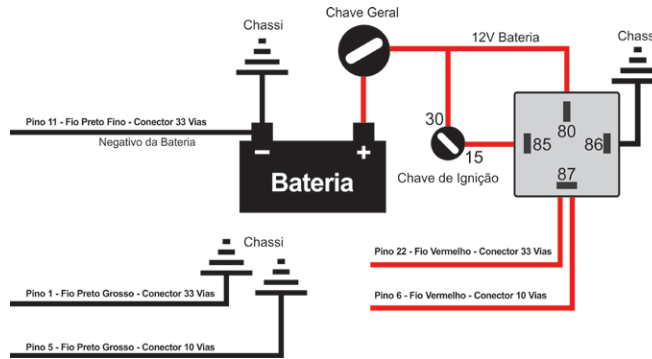 Chave Geral
Chassi
12V Bateria
Chassi
Pino 11 - Fio Preto Fino - Conector 33 Vias
Negativo da Bateria
30
15
Chave de Ignição
80
85
86
87
- +
Bateria
Pino 22 - Fio Vermelho - Conector 33 Vias
Pino 6 - Fio Vermelho - Conector 10 Vias
Chassi
Pino 1 - Fio Preto Grosso - Conector 33 Vias
Pino 5 - Fio Preto Grosso - Conector 10 Vias